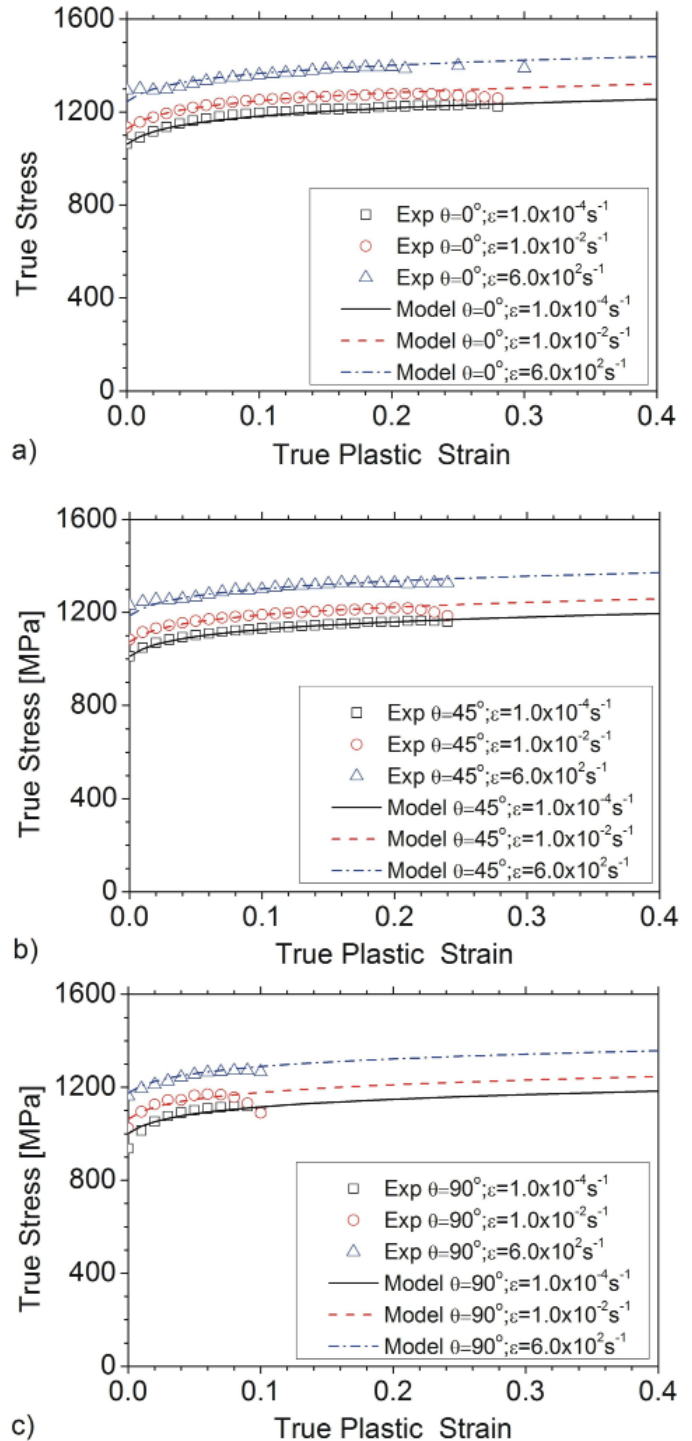 1600
1200
800
400
0
True Stress
Exp θ=0°;ε=1.0x10⁻⁴s⁻¹
Exp θ=0°;ε=1.0x10⁻²s⁻¹
Exp θ=0°;ε=6.0x10²s⁻¹
Model θ=0°;ε=1.0x10⁻⁴s⁻¹
Model θ=0°;ε=1.0x10⁻²s⁻¹
Model θ=0°;ε=6.0x10²s⁻¹
0.0 0.1 0.2 0.3 0.4
a) True Plastic Strain
1600
1200
800
400
0
True Stress [MPa]
Exp θ=45°;ε=1.0x10⁻⁴s⁻¹
Exp θ=45°;ε=1.0x10⁻²s⁻¹
Exp θ=45°;ε=6.0x10²s⁻¹
Model θ=45°;ε=1.0x10⁻⁴s⁻¹
Model θ=45°;ε=1.0x10⁻²s⁻¹
Model θ=45°;ε=6.0x10²s⁻¹
0.0 0.1 0.2 0.3 0.4
b) True Plastic Strain
1600
1200
800
400
0
True Stress [MPa]
Exp θ=90°;ε=1.0x10⁻⁴s⁻¹
Exp θ=90°;ε=1.0x10⁻²s⁻¹
Exp θ=90°;ε=6.0x10²s⁻¹
Model θ=90°;ε=1.0x10⁻⁴s⁻¹
Model θ=90°;ε=1.0x10⁻²s⁻¹
Model θ=90°;ε=6.0x10²s⁻¹
0.0 0.1 0.2 0.3 0.4
c) True Plastic Strain